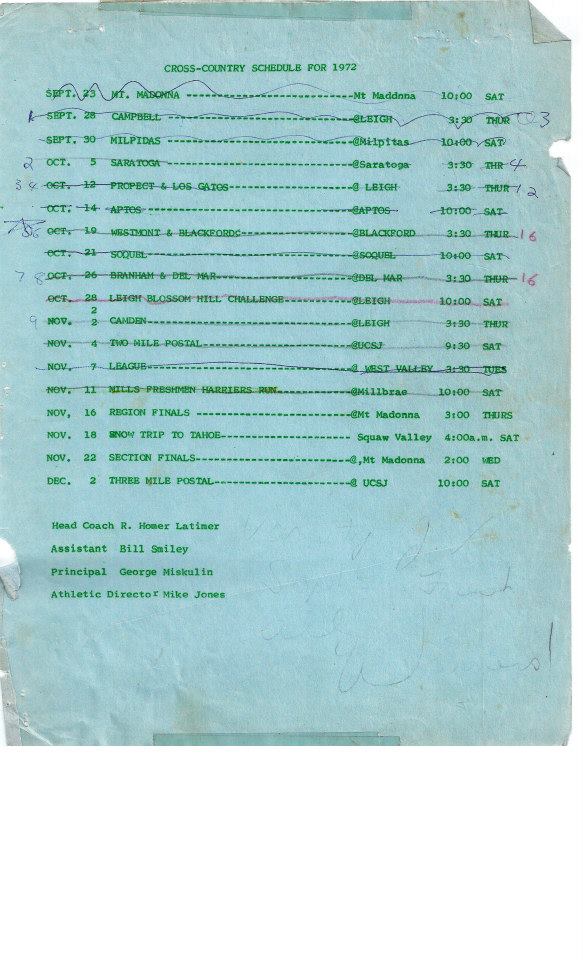 CROSS-COUNTRY SCHEDULE FOR 1972
SEPT. 23 MT. MADONNA ---------------------------Mt Maddnna 10:00 SAT
1 SEPT. 28 CAMPBELL -------------------------------@LEIGH 3:30 THUR 3
SEPT. 30 MILPIDAS -------------------------------@Milpitas 10:00 SAT
2 OCT. 5 SARATOGA-------------------------------@Saratoga 3:30 THR 4
3 4 OCT. 12 PROPECT & LOS GATOS--------------------@ LEIGH 3:30 THUR 12
OCT. 14 APTOS----------------------------------@APTOS 10:00 SAT
OCT. 19 WESTMONT & BLACKFORDC------------------@BLACKFORD 3:30 THUR 16
OCT. 21 SOQUEL---------------------------------@SOQUEL 10:00 SAT
7 8 OCT. 26 BRANHAM & DEL MAR----------------------@DEL MAR 3:30 THUR 16
OCT. 28 LEIGH BLOSSOM HILL CHALLENGE-----------@LEIGH 10:00 SAT
2
9 NOV. 2 CAMDEN---------------------------------@LEIGH 3:30 THUR
NOV. 4 TWO MILE POSTAL------------------------@UCSJ 9:30 SAT
NOV. 7 LEAGUE---------------------------------@ WEST VALLEY 3:30 TUES
NOV. 11 MILLS FRESHMEN HARRIERS RUN------------@Millbrae 10:00 SAT
NOV, 16 REGION FINALS -------------------------@Mt Madonna 3:00 THURS
NOV. 18 SNOW TRIP TO TAHOE--------------------- Squaw Valley 4:00a.m. SAT
NOV. 22 SECTION FINALS-------------------------@,Mt Madonna 2:00 WED
DEC. 2 THREE MILE POSTAL----------------------@ UCSJ 10:00 SAT
Head Coach R. Homer Latimer
Assistant Bill Smiley
Principal George Miskulin
Athletic Director Mike Jones